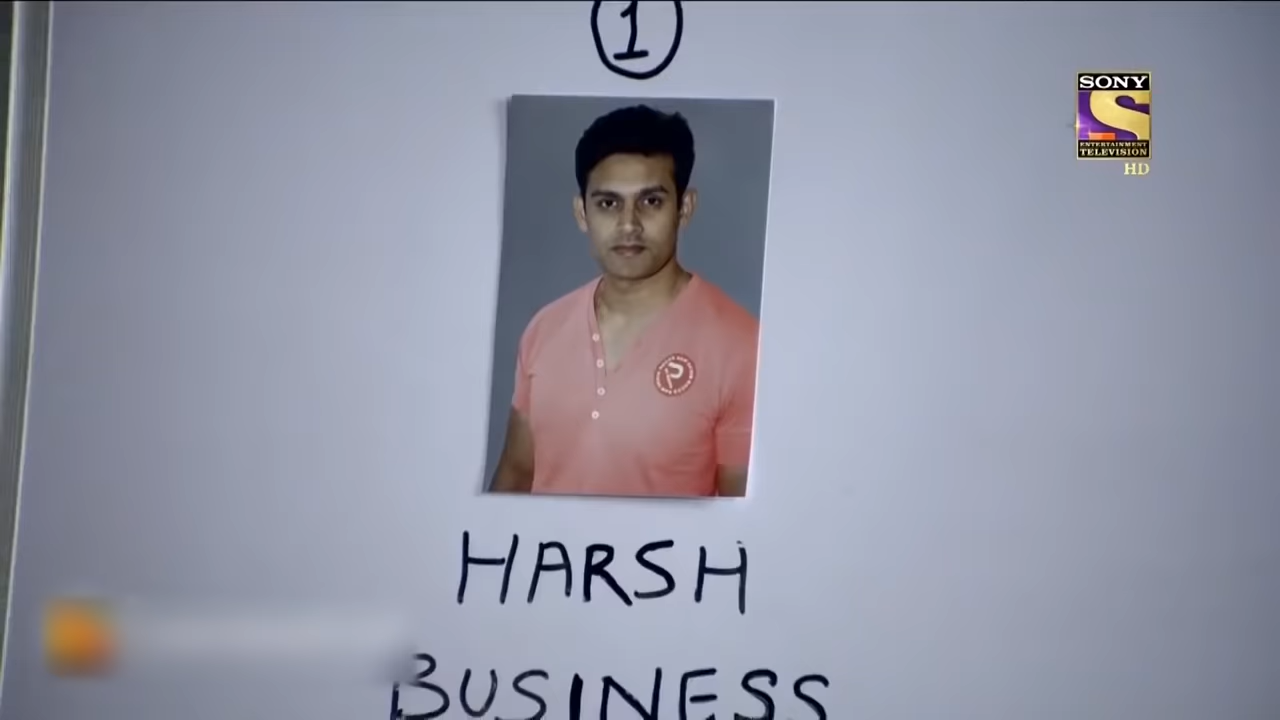 1
SONY
ENTERTAINMENT
TELEVISION
HD
HARSH
BUSINESS